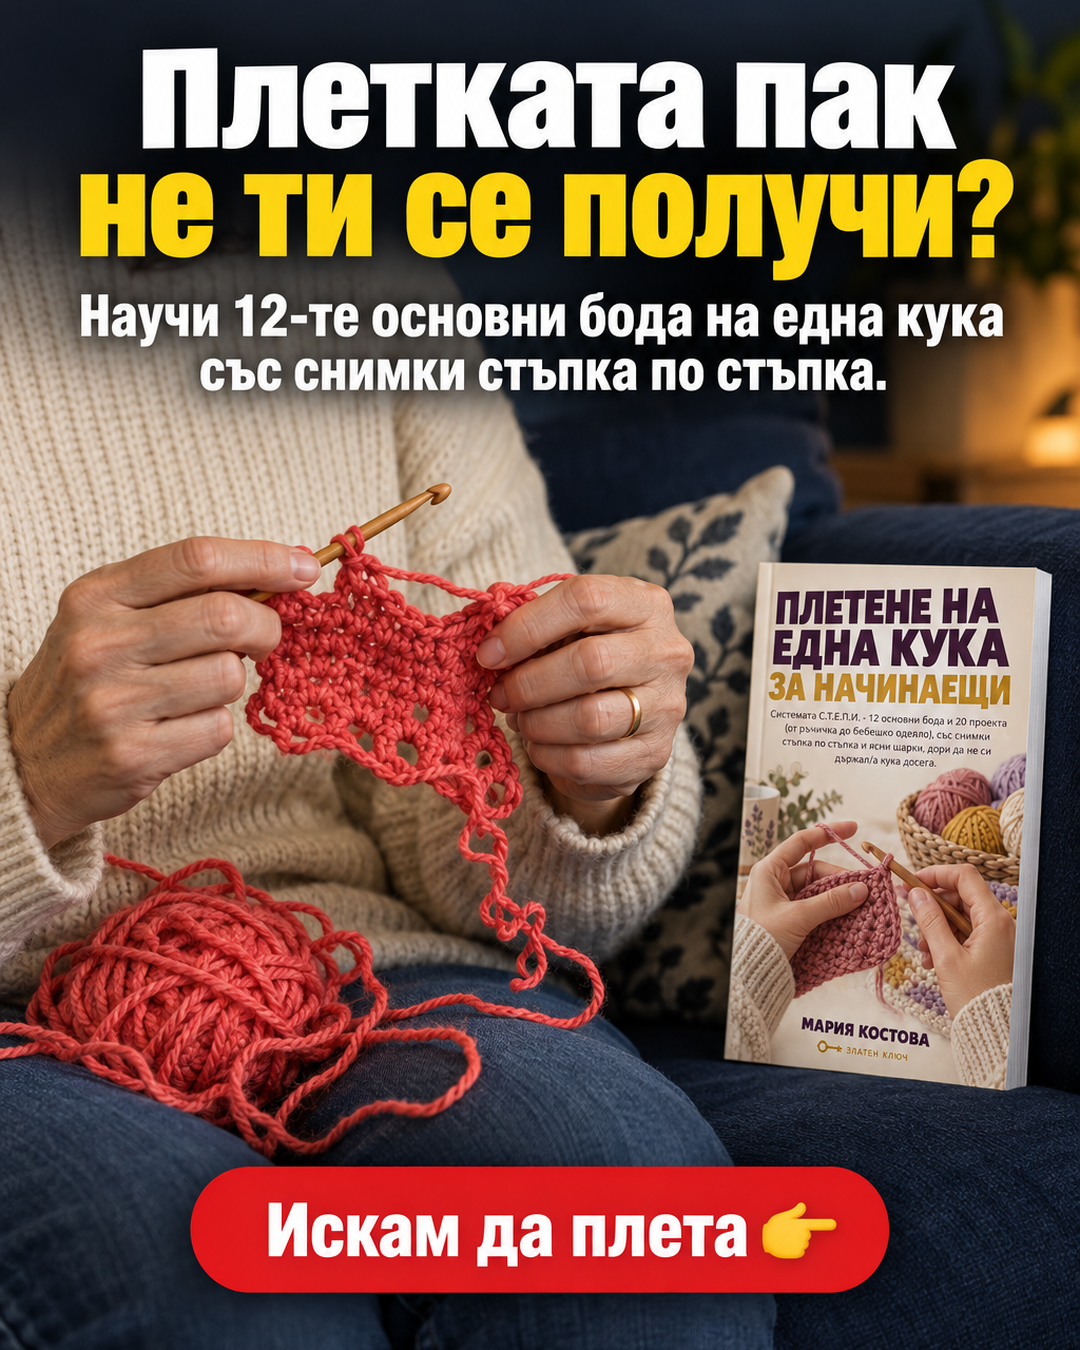 Плетката пак
не ти се получи?
Научи 12-те основни бода на една кука
със снимки стъпка по стъпка.
ПЛЕТЕНЕ НА
ЕДНА КУКА
ЗА НАЧИНАЕЩИ
Системата С.Т.Е.П.И. - 12 основни бода и 20 проекта
(от ръничка до бебешко одеяло), със снимки
стъпка по стъпка и ясни шарки, дори да не си
държал/а кука досега.
МАРИЯ КОСТОВА
ЗЛАТЕН КЛЮЧ
Искам да плета 👉